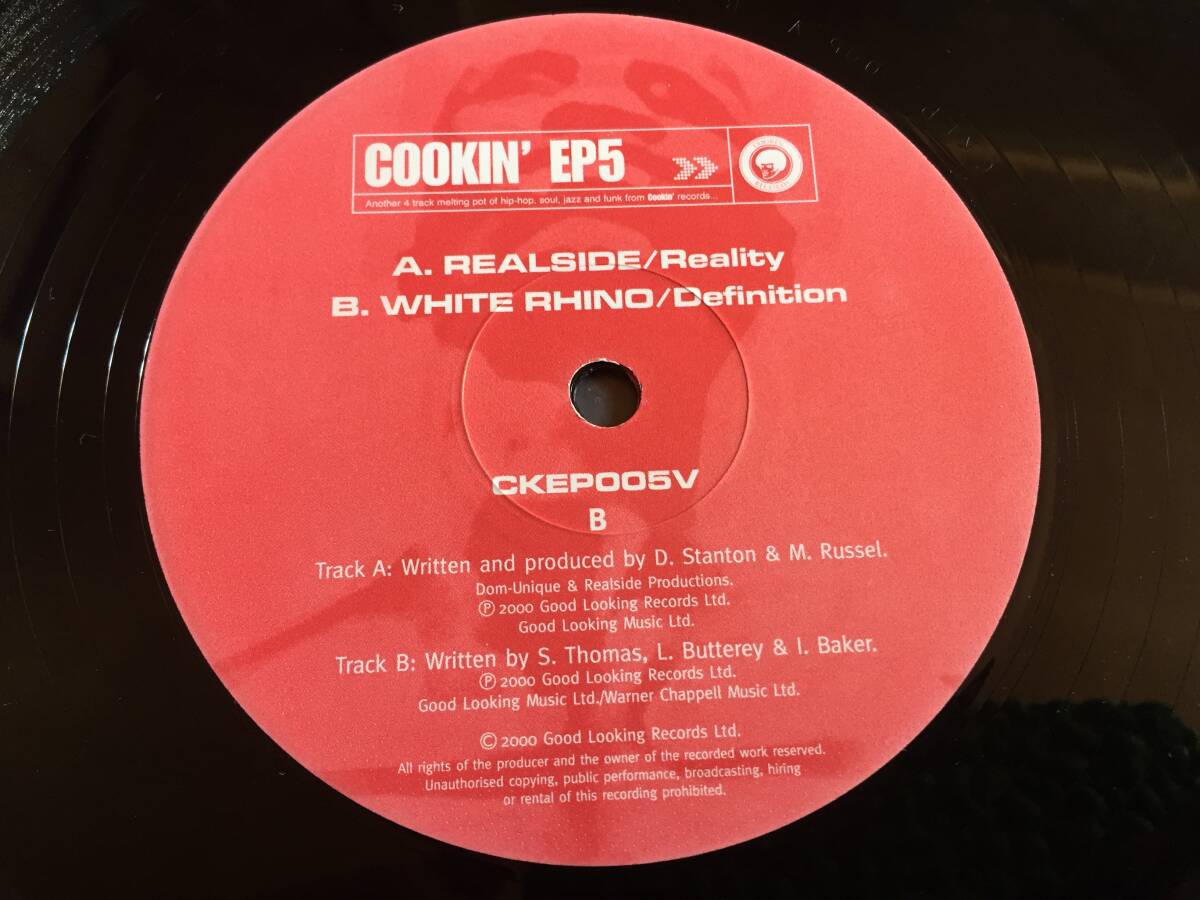 COOKIN' EP5
Another 4 track melting pot of hip-hop, soul, jazz and funk from Cookin' records...
A. REALSIDE/Reality
B. WHITE RHINO/Definition
CKEP005V
B
Track A: Written and produced by D. Stanton & M. Russel.
Dom-Unique & Realside Productions.
Ⓟ 2000 Good Looking Records Ltd.
Good Looking Music Ltd.
Track B: Written by S. Thomas, L. Butterey & I. Baker.
Ⓟ 2000 Good Looking Records Ltd.
Good Looking Music Ltd./Warner Chappell Music Ltd.
© 2000 Good Looking Records Ltd.
All rights of the producer and the owner of the recorded work reserved.
Unauthorised copying, public performance, broadcasting, hiring
or rental of this recording prohibited.